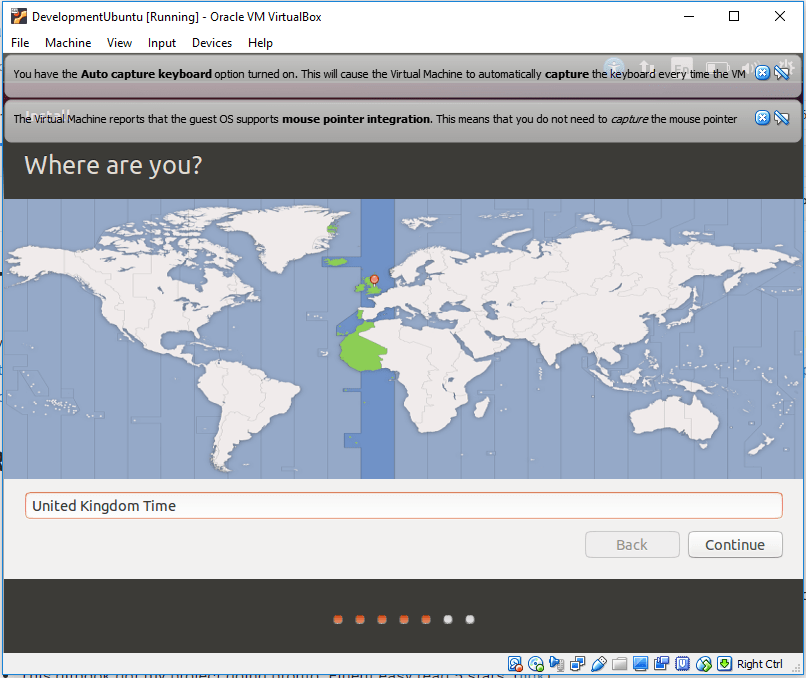 DevelopmentUbuntu [Running] - Oracle VM VirtualBox
File Machine View Input Devices Help
You have the Auto capture keyboard option turned on. This will cause the Virtual Machine to automatically capture the keyboard every time the VM
Install
The Virtual Machine reports that the guest OS supports mouse pointer integration. This means that you do not need to capture the mouse pointer
Where are you?
United Kingdom Time
Back Continue
Right Ctrl